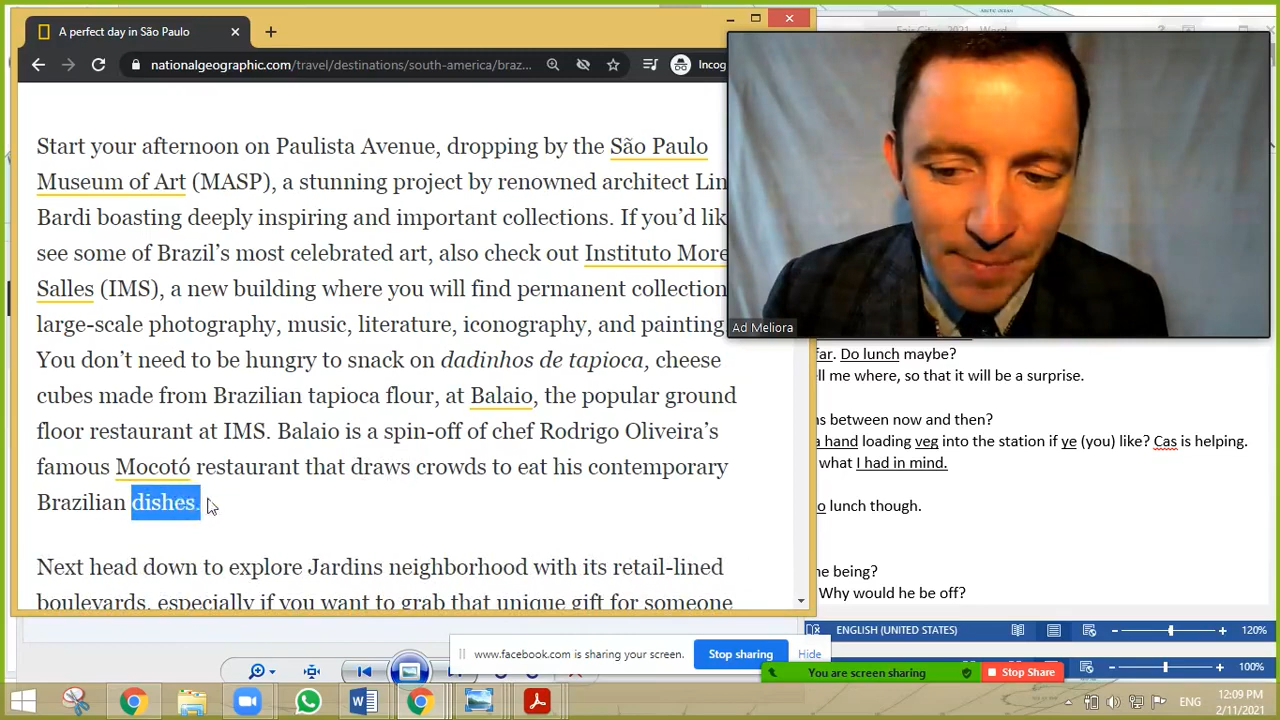 A perfect day in São Paulo
nationalgeographic.com/travel/destinations/south-america/braz...
Incog
Start your afternoon on Paulista Avenue, dropping by the São Paulo
Museum of Art (MASP), a stunning project by renowned architect Lin
Bardi boasting deeply inspiring and important collections. If you'd lik
see some of Brazil's most celebrated art, also check out Instituto More
Salles (IMS), a new building where you will find permanent collection
large-scale photography, music, literature, iconography, and painting
You don't need to be hungry to snack on dadinhos de tapioca, cheese
cubes made from Brazilian tapioca flour, at Balaio, the popular ground
floor restaurant at IMS. Balaio is a spin-off of chef Rodrigo Oliveira's
famous Mocotó restaurant that draws crowds to eat his contemporary
Brazilian dishes.
Next head down to explore Jardins neighborhood with its retail-lined
boulevards, especially if you want to grab that unique gift for someone
Ad Meliora
far. Do lunch maybe?
ell me where, so that it will be a surprise.
ns between now and then?
a hand loading veg into the station if ye (you) like? Cas is helping.
what I had in mind.
o lunch though.
ne being?
Why would he be off?
ENGLISH (UNITED STATES)
120%
100%
www.facebook.com is sharing your screen.
Stop sharing
Hide
You are screen sharing
Stop Share
ENG
12:09 PM
2/11/2021